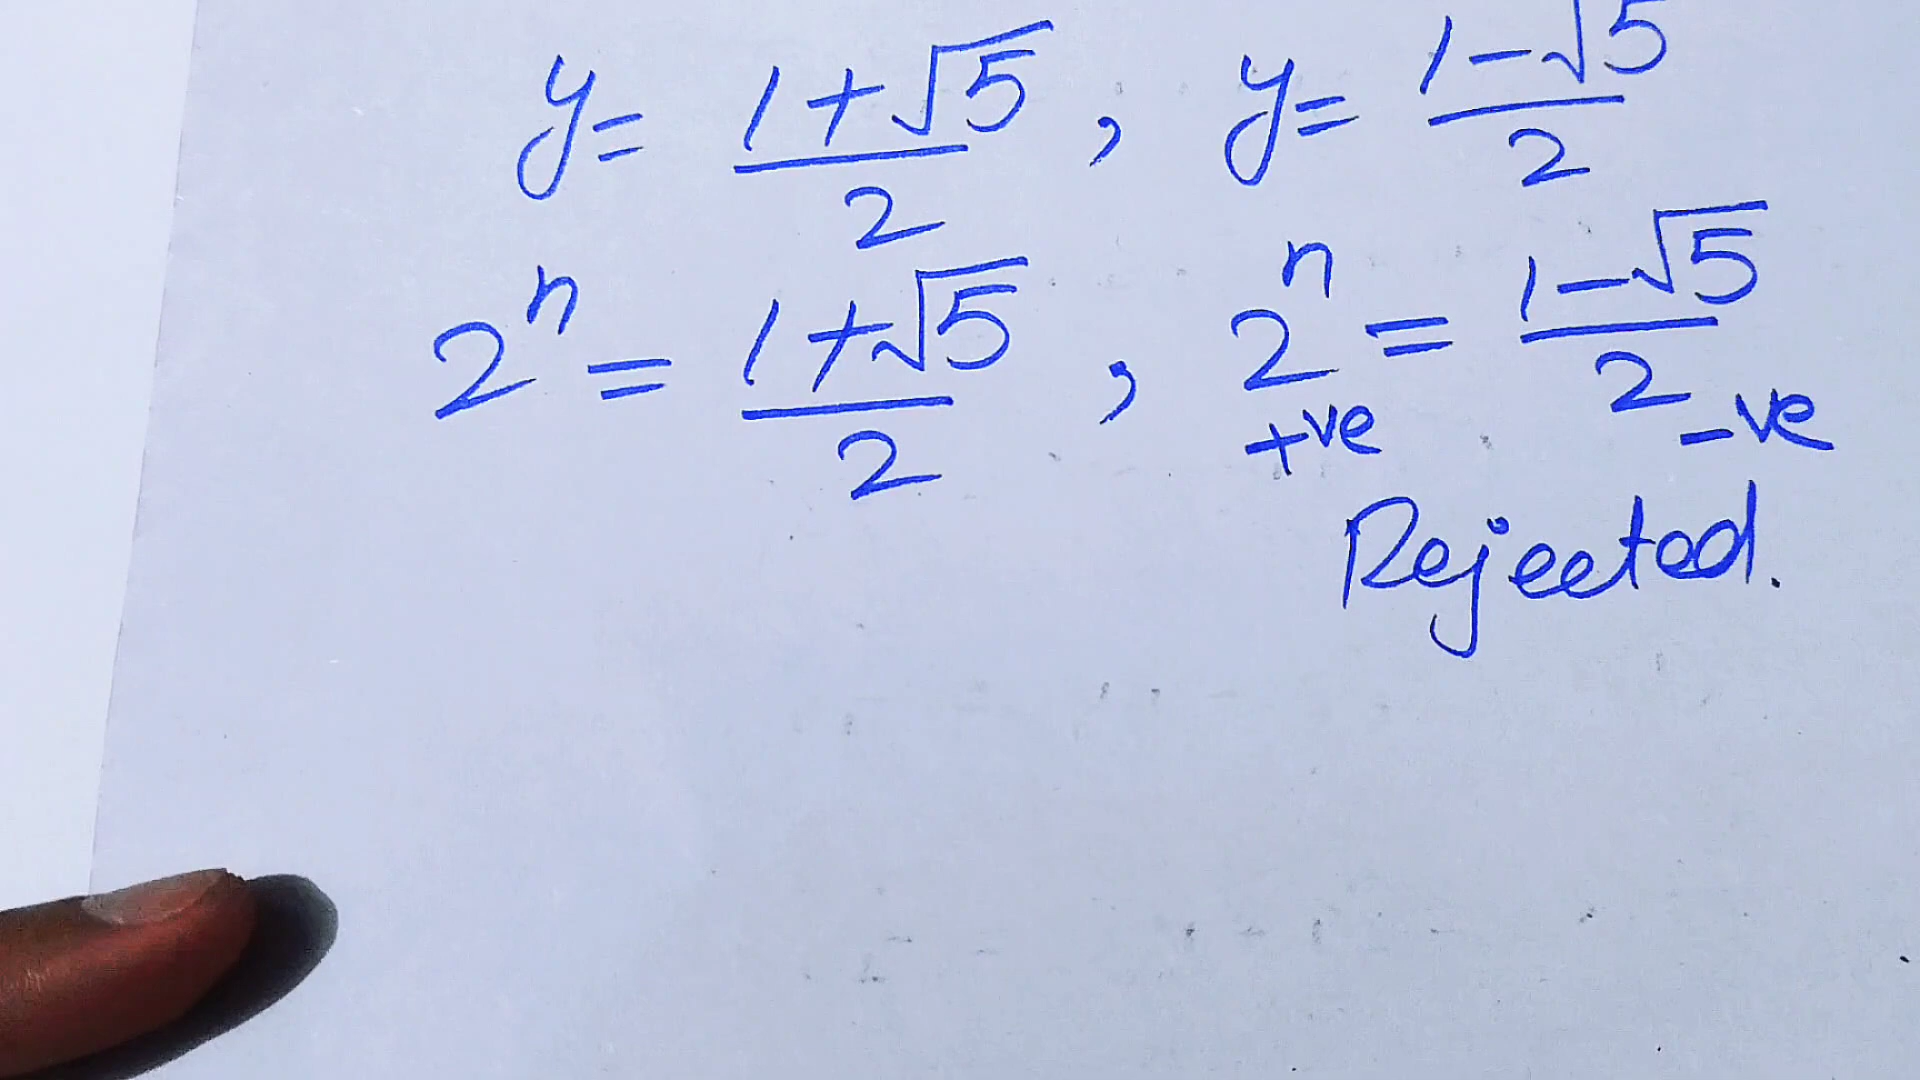 y = (1+√5)/2 , y = (1-√5)/2
2^n = (1+√5)/2 , 2^n = (1-√5)/2
+ve -ve
Rejected.